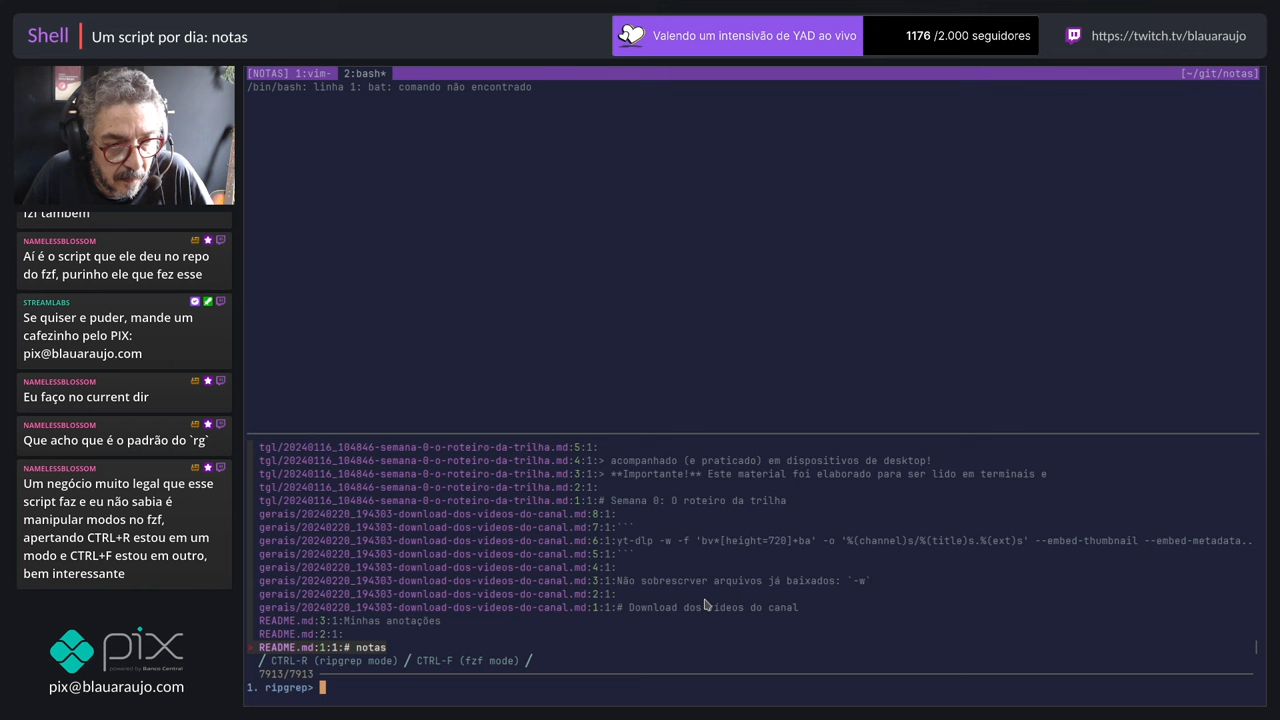 Shell
Um script por dia: notas
Valendo um intensivão de YAD ao vivo
1176 /2.000 seguidores
https://twitch.tv/blauaraujo
[NOTAS] 1:vim- 2:bash* [~/git/notas]
/bin/bash: linha 1: bat: comando não encontrado
fzf também
NAMELESSBLOSSOM
Aí é o script que ele deu no repo
do fzf, purinho ele que fez esse
STREAMLABS
Se quiser e puder, mande um
cafezinho pelo PIX:
pix@blauaraujo.com
NAMELESSBLOSSOM
Eu faço no current dir
NAMELESSBLOSSOM
Que acho que é o padrão do `rg`
NAMELESSBLOSSOM
Um negócio muito legal que esse
script faz e eu não sabia é
manipular modos no fzf,
apertando CTRL+R estou em um
modo e CTRL+F estou em outro,
bem interessante
pix
powered by Banco Central
pix@blauaraujo.com
tgl/20240116_104846-semana-0-o-roteiro-da-trilha.md:5:1:
tgl/20240116_104846-semana-0-o-roteiro-da-trilha.md:4:1:> acompanhado (e praticado) em dispositivos de desktop!
tgl/20240116_104846-semana-0-o-roteiro-da-trilha.md:3:1:> **Importante!** Este material foi elaborado para ser lido em terminais e
tgl/20240116_104846-semana-0-o-roteiro-da-trilha.md:2:1:
tgl/20240116_104846-semana-0-o-roteiro-da-trilha.md:1:1:# Semana 0: O roteiro da trilha
gerais/20240220_194303-download-dos-videos-do-canal.md:8:1:
gerais/20240220_194303-download-dos-videos-do-canal.md:7:1:```
gerais/20240220_194303-download-dos-videos-do-canal.md:6:1:yt-dlp -w -f 'bv*[height=720]+ba' -o '%(channel)s/%(title)s.%(ext)s' --embed-thumbnail --embed-metadata..
gerais/20240220_194303-download-dos-videos-do-canal.md:5:1:```
gerais/20240220_194303-download-dos-videos-do-canal.md:4:1:
gerais/20240220_194303-download-dos-videos-do-canal.md:3:1:Não sobrescrver arquivos já baixados: `-w`
gerais/20240220_194303-download-dos-videos-do-canal.md:2:1:
gerais/20240220_194303-download-dos-videos-do-canal.md:1:1:# Download dos vídeos do canal
README.md:3:1:Minhas anotações
README.md:2:1:
> README.md:1:1:# notas
/ CTRL-R (ripgrep mode) / CTRL-F (fzf mode) /
7913/7913
1. ripgrep>